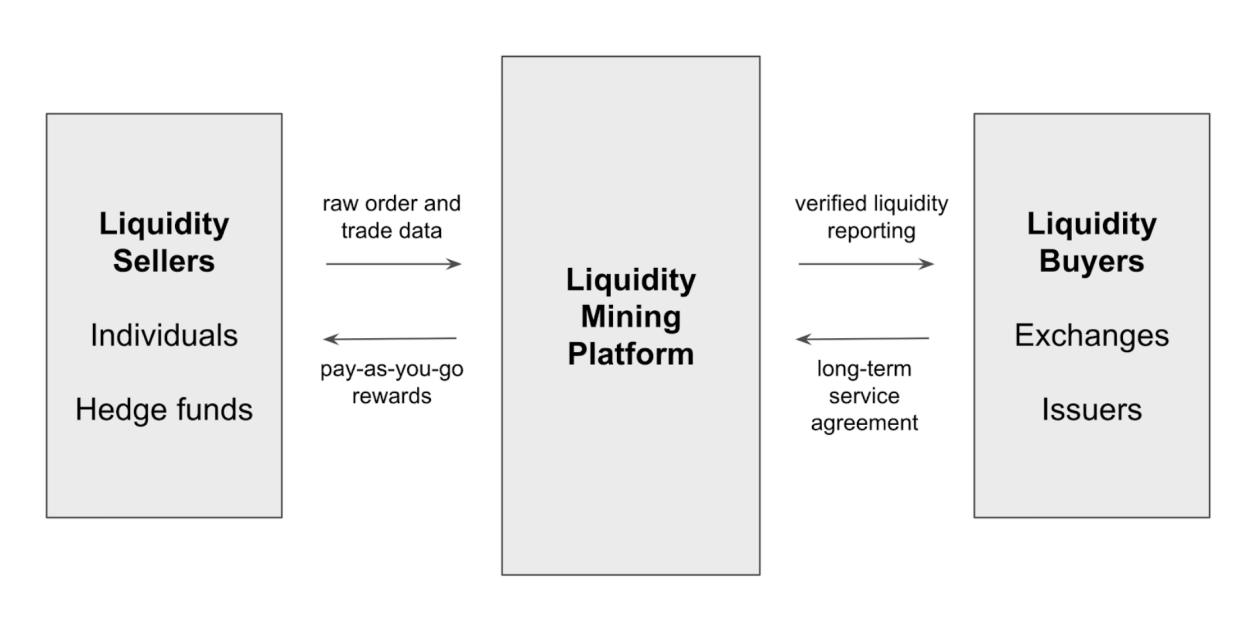 Liquidity
Sellers
Individuals
Hedge funds
raw order and
trade data
pay-as-you-go
rewards
Liquidity
Mining
Platform
verified liquidity
reporting
long-term
service
agreement
Liquidity
Buyers
Exchanges
Issuers